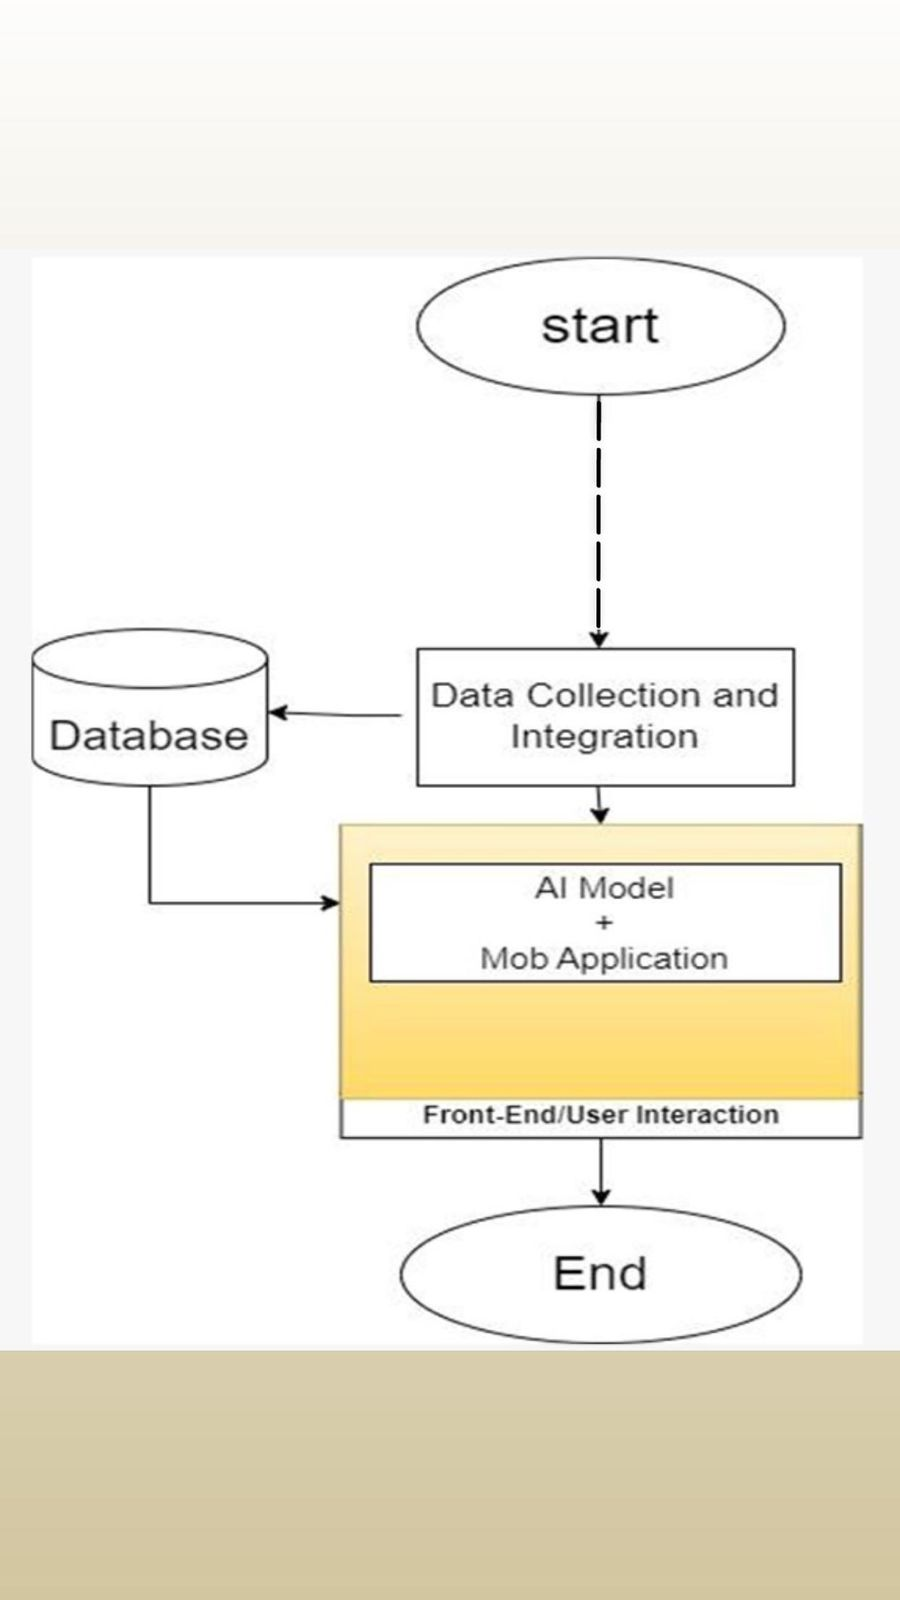 start
Data Collection and
Integration
Database
AI Model
+
Mob Application
Front-End/User Interaction
End